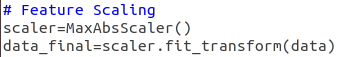 # Feature Scaling
scaler=MaxAbsScaler()
data_final=scaler.fit_transform(data)